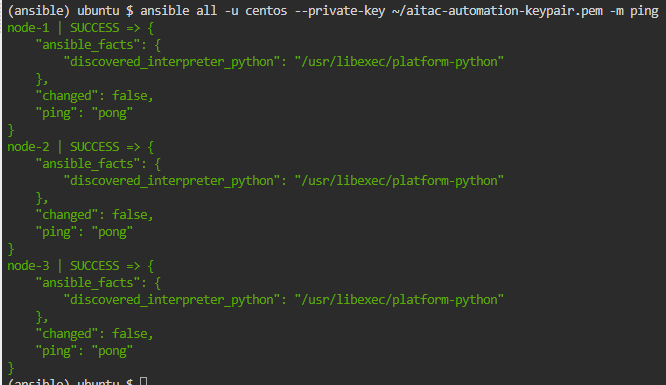 (ansible) ubuntu $ ansible all -u centos --private-key ~/aitac-automation-keypair.pem -m ping
node-1 | SUCCESS => {
    "ansible_facts": {
        "discovered_interpreter_python": "/usr/libexec/platform-python"
    },
    "changed": false,
    "ping": "pong"
}
node-2 | SUCCESS => {
    "ansible_facts": {
        "discovered_interpreter_python": "/usr/libexec/platform-python"
    },
    "changed": false,
    "ping": "pong"
}
node-3 | SUCCESS => {
    "ansible_facts": {
        "discovered_interpreter_python": "/usr/libexec/platform-python"
    },
    "changed": false,
    "ping": "pong"
}
(ansible) ubuntu $